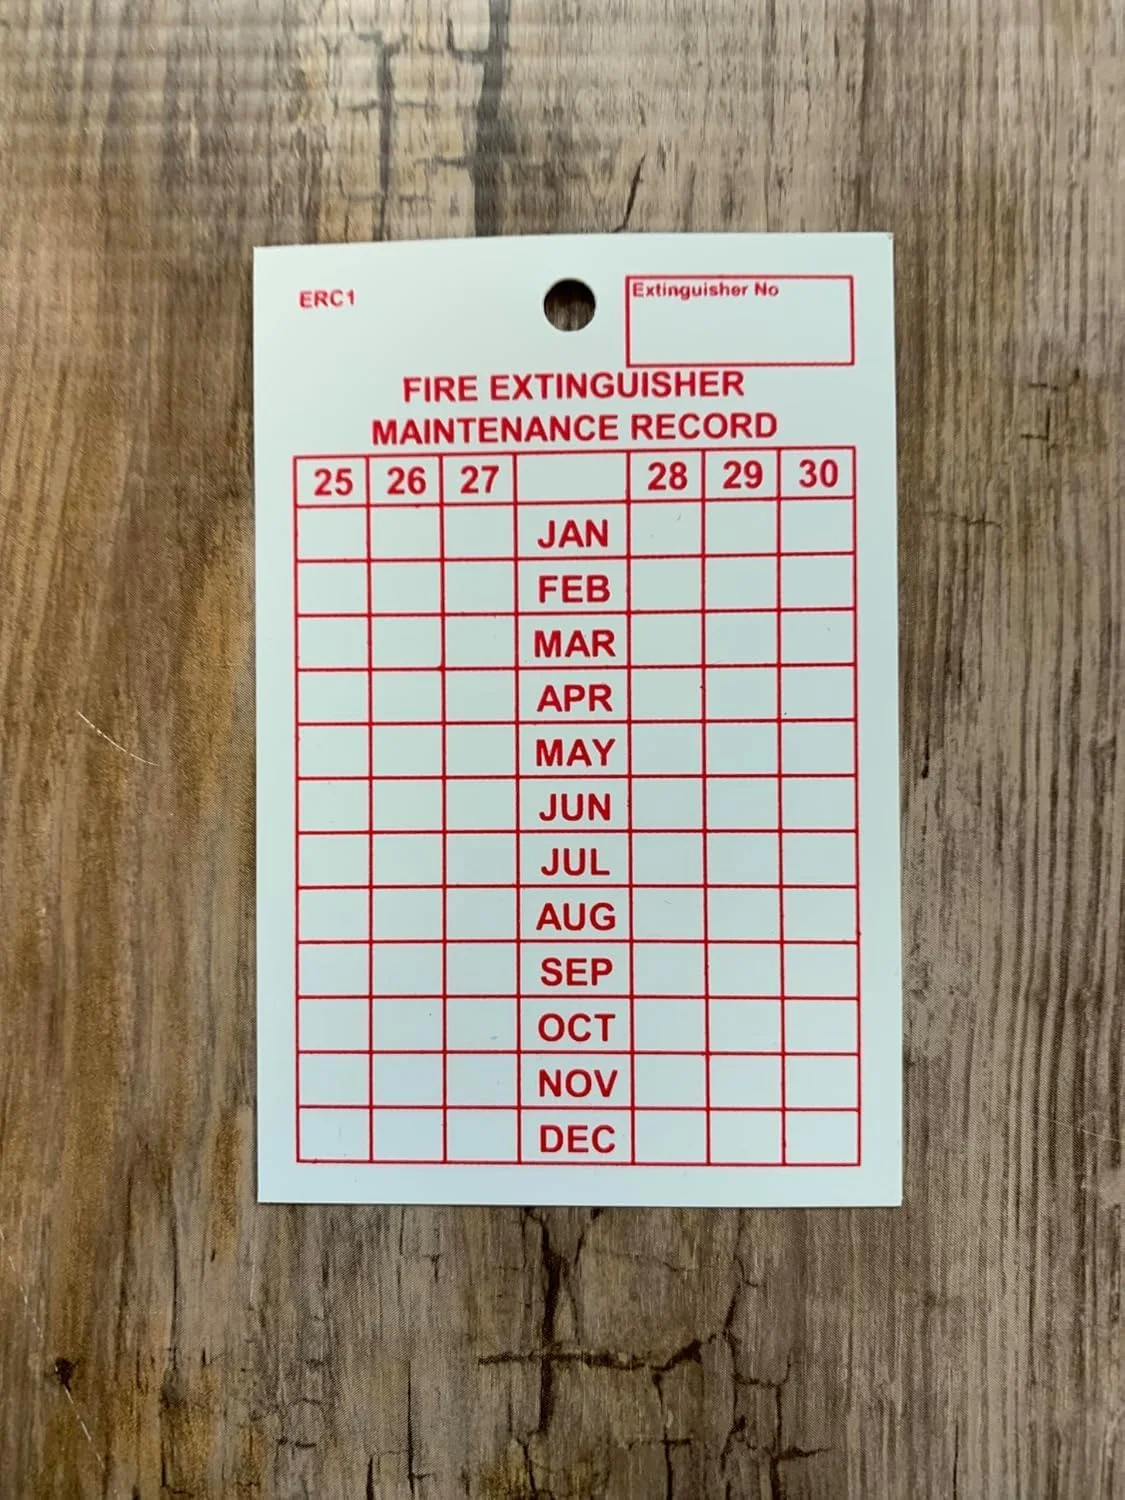 ERC1
Extinguisher No
FIRE EXTINGUISHER
MAINTENANCE RECORD
25 26 27 28 29 30
JAN
FEB
MAR
APR
MAY
JUN
JUL
AUG
SEP
OCT
NOV
DEC